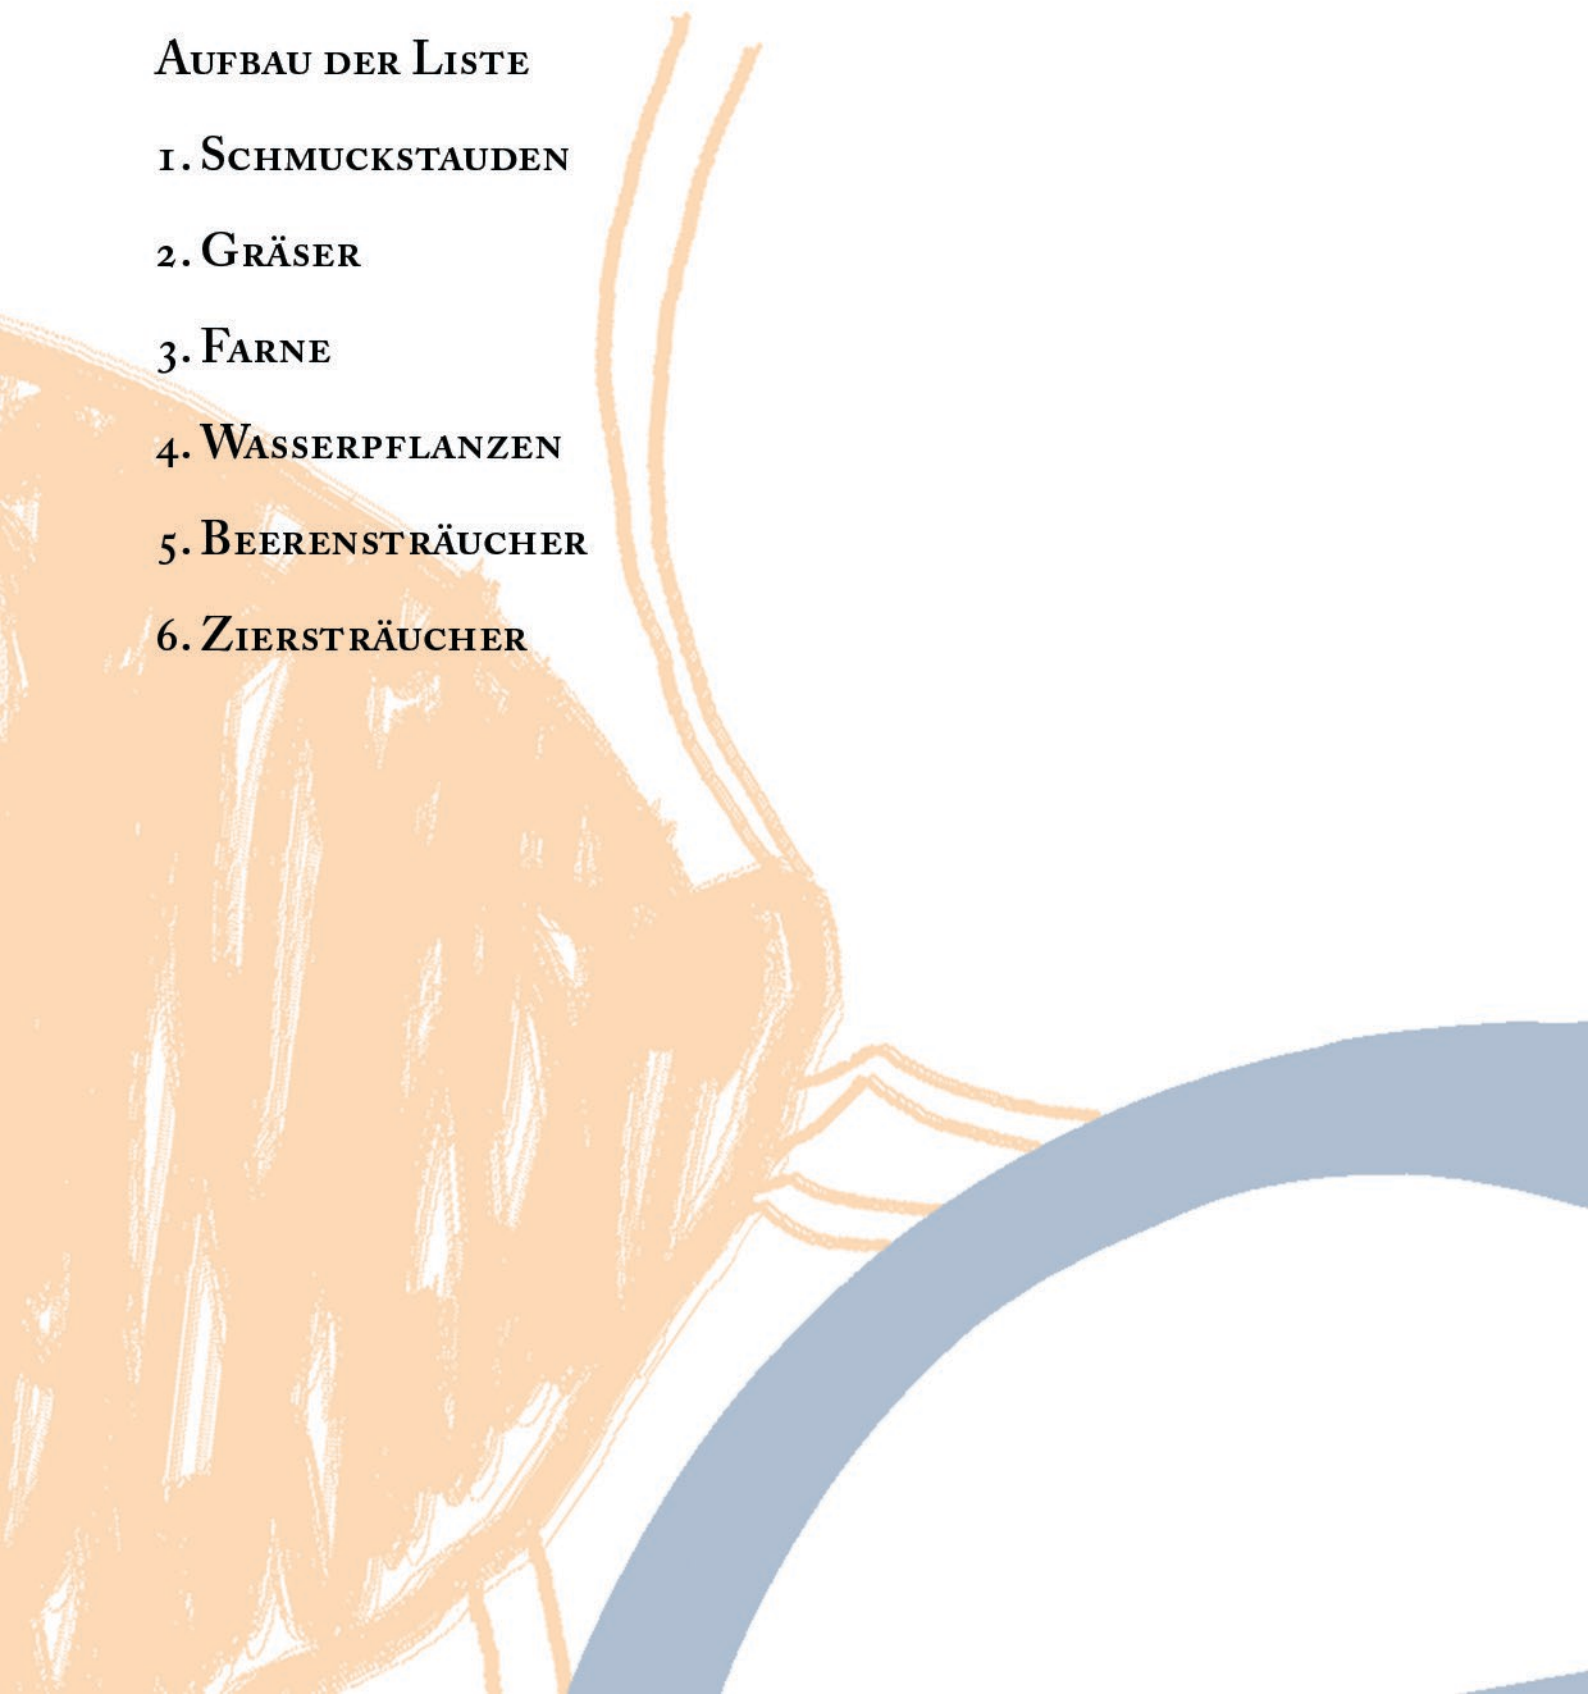 Aufbau der Liste
1. Schmuckstauden
2. Gräser
3. Farne
4. Wasserpflanzen
5. Beerensträucher
6. Ziersträucher